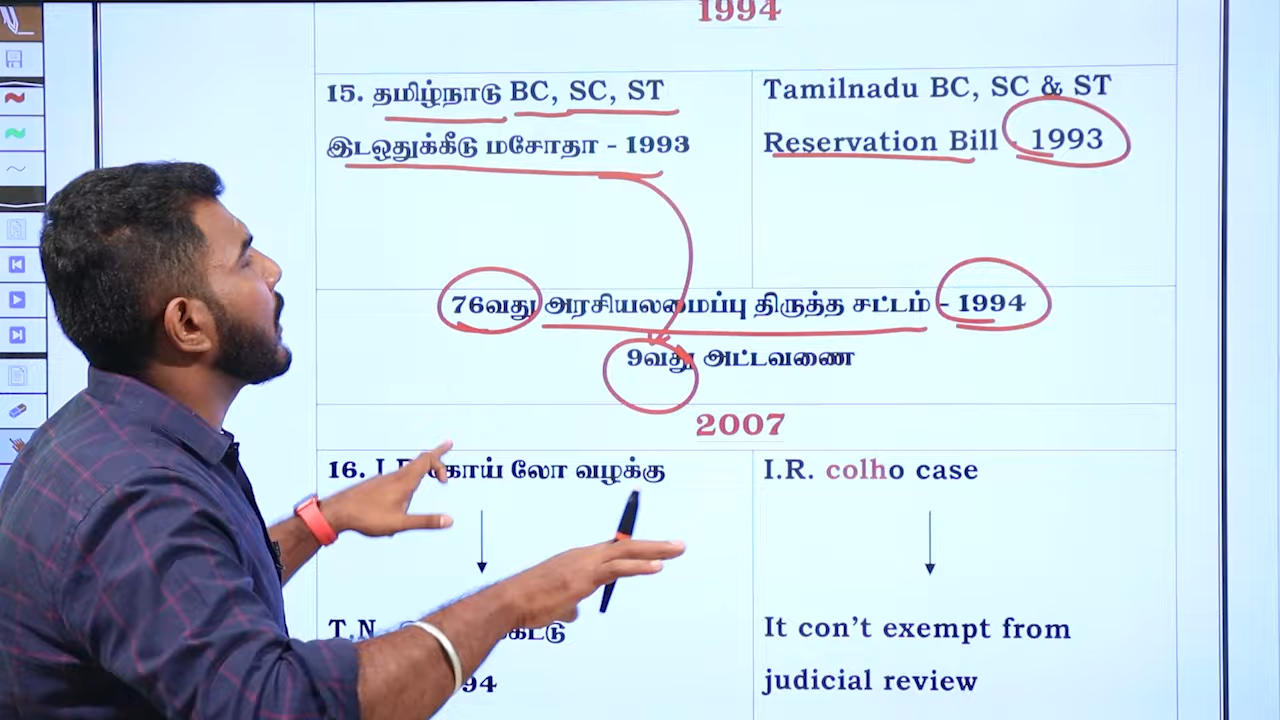 1994
15. தமிழ்நாடு BC, SC, ST
இடஒதுக்கீடு மசோதா - 1993
Tamilnadu BC, SC & ST
Reservation Bill - 1993
76வது அரசியலமைப்பு திருத்த சட்டம் - 1994
9வது அட்டவணை
2007
16. கோய் லோ வழக்கு
I.R. colho case
T.N.
94
It con’t exempt from
judicial review